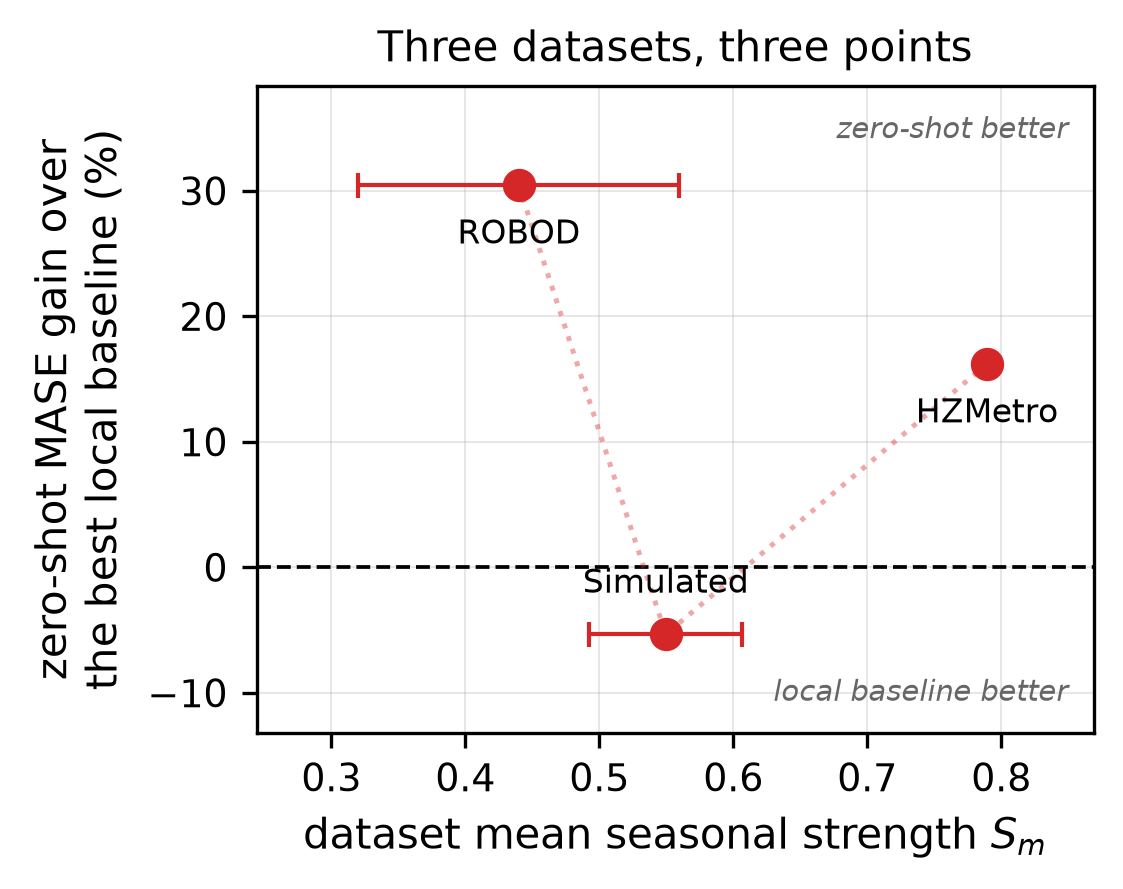 Three datasets, three points
zero-shot MASE gain over
the best local baseline (%)
zero-shot better
30
ROBOD
20
HZMetro
10
0
Simulated
local baseline better
−10
0.3 0.4 0.5 0.6 0.7 0.8
dataset mean seasonal strength Sₘ